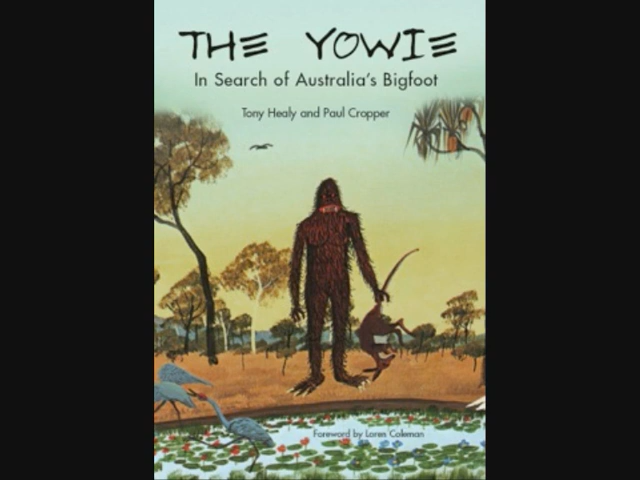 THE YOWIE
In Search of Australia's Bigfoot
Tony Healy and Paul Cropper
Foreword by Loren Coleman